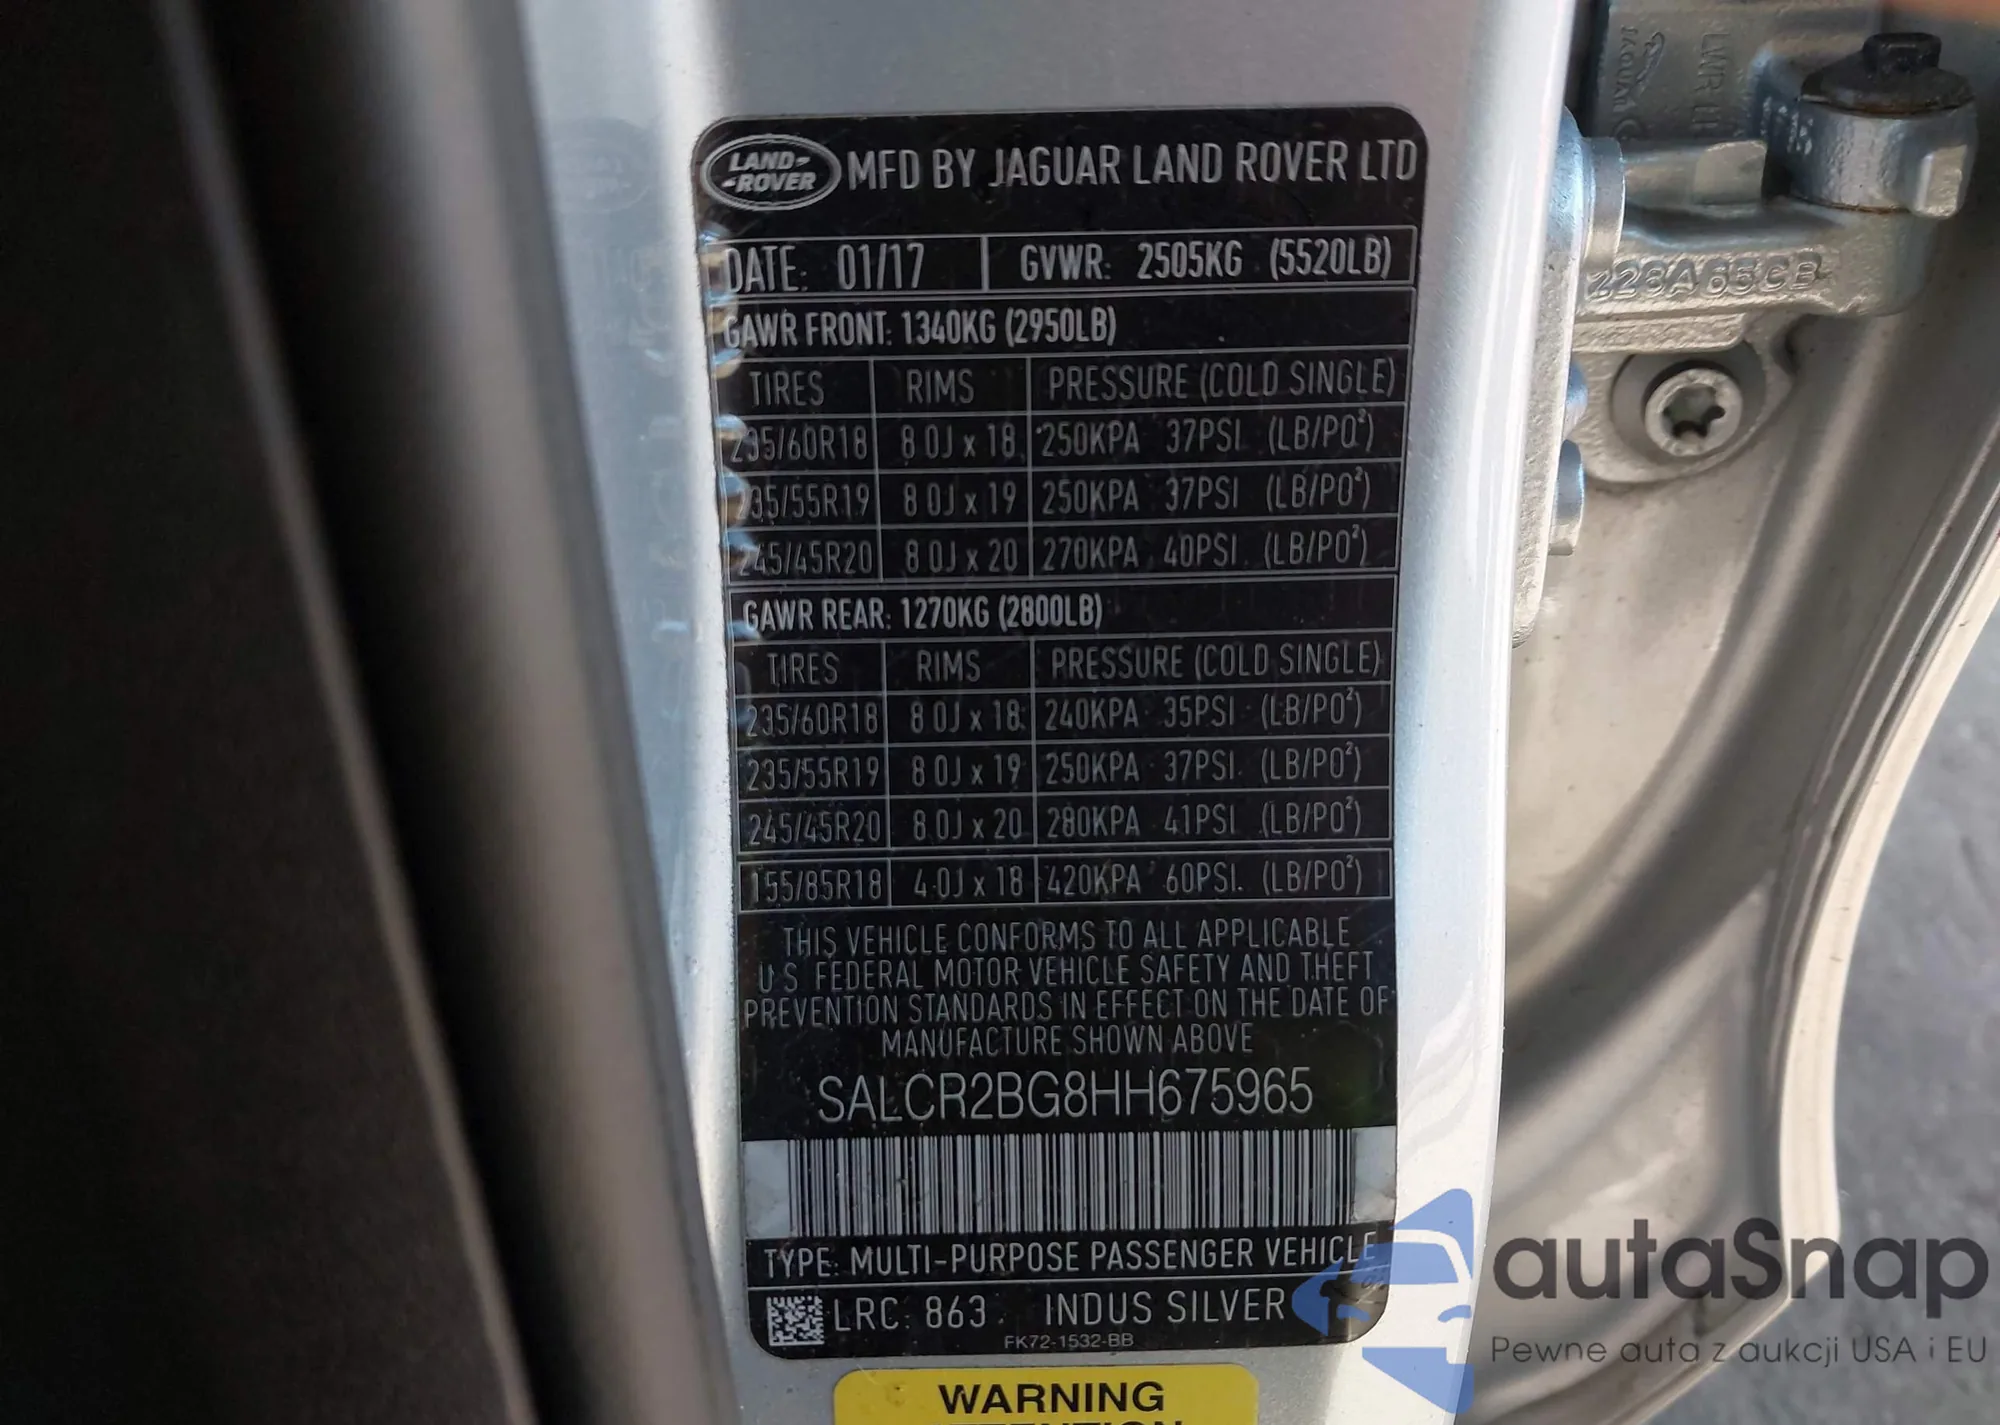 LAND-
-ROVER
MFD BY JAGUAR LAND ROVER LTD
DATE: 01/17 GVWR: 2505KG (5520LB)
GAWR FRONT: 1340KG (2950LB)
TIRES RIMS PRESSURE (COLD SINGLE)
235/60R18 8.0J x 18 250KPA 37PSI (LB/PO²)
235/55R19 8.0J x 19 250KPA 37PSI (LB/PO²)
245/45R20 8.0J x 20 270KPA 40PSI (LB/PO²)
GAWR REAR: 1270KG (2800LB)
TIRES RIMS PRESSURE (COLD SINGLE)
235/60R18 8.0J x 18 240KPA 35PSI (LB/PO²)
235/55R19 8.0J x 19 250KPA 37PSI (LB/PO²)
245/45R20 8.0J x 20 280KPA 41PSI (LB/PO²)
155/85R18 4.0J x 18 420KPA 60PSI (LB/PO²)
THIS VEHICLE CONFORMS TO ALL APPLICABLE
U.S. FEDERAL MOTOR VEHICLE SAFETY AND THEFT
PREVENTION STANDARDS IN EFFECT ON THE DATE OF
MANUFACTURE SHOWN ABOVE
SALCR2BG8HH675965
TYPE: MULTI-PURPOSE PASSENGER VEHICLE
LRC: 863 INDUS SILVER
FK72-1532-BB
WARNING
JAGUAR
autaSnap
Pewne auta z aukcji USA i EU